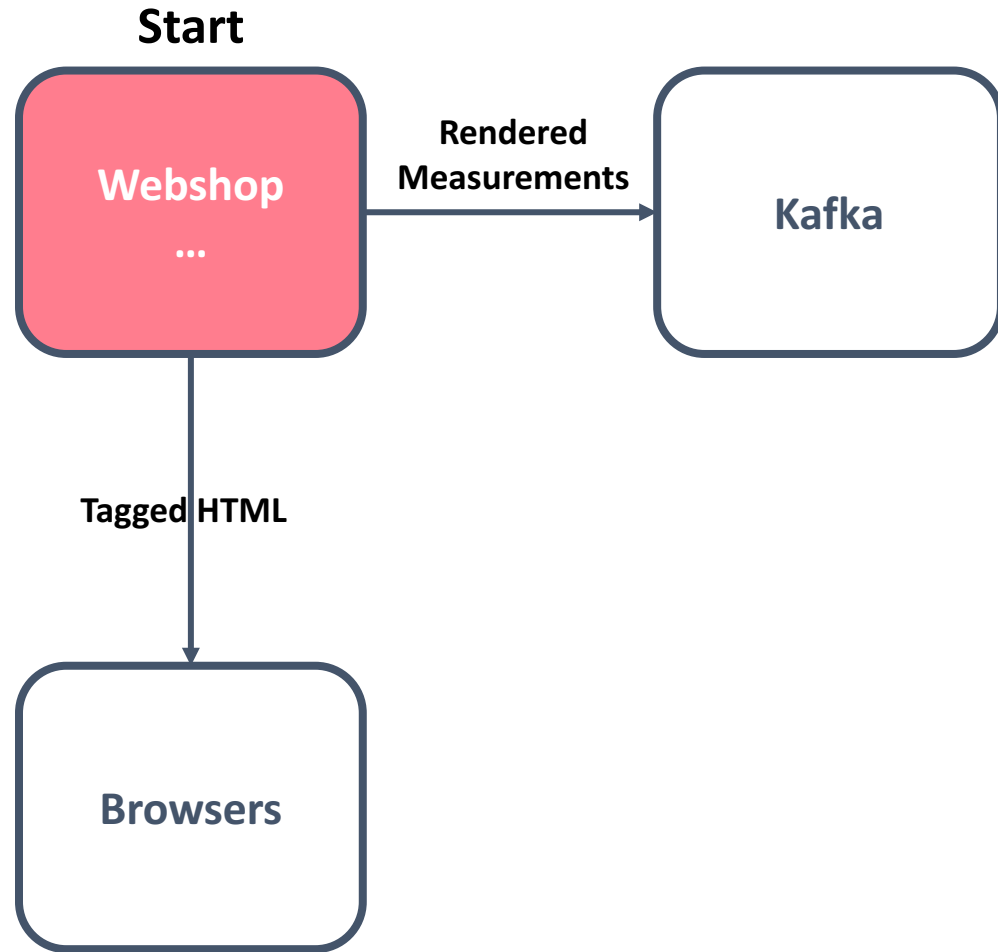 Start
Webshop
...
Rendered
Measurements
Kafka
Tagged HTML
Browsers